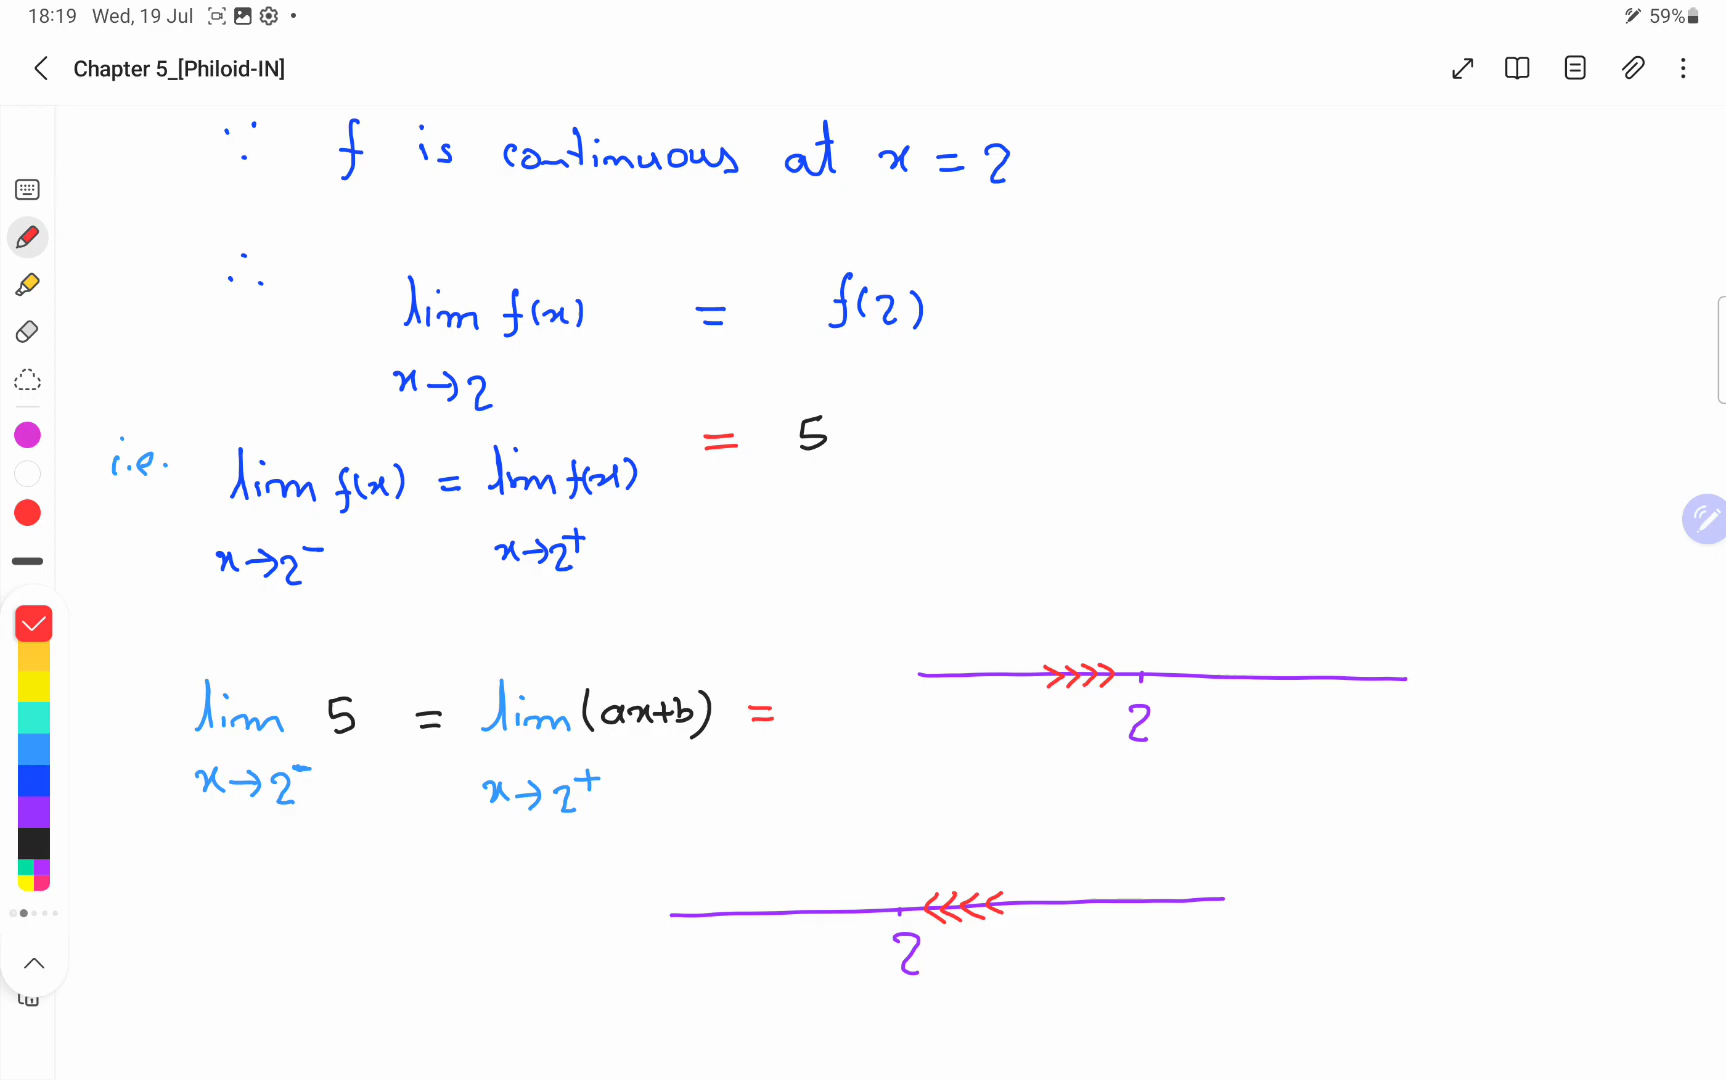 18:19 Wed, 19 Jul 59%
Chapter 5_[Philoid-IN]
∵ f is continuous at x = 2
∴ lim f(x) = f(2)
x→2
= 5
i.e. lim f(x) = lim f(x)
x→2⁻ x→2⁺
lim 5 = lim (ax+b) =
x→2⁻ x→2⁺
2
2